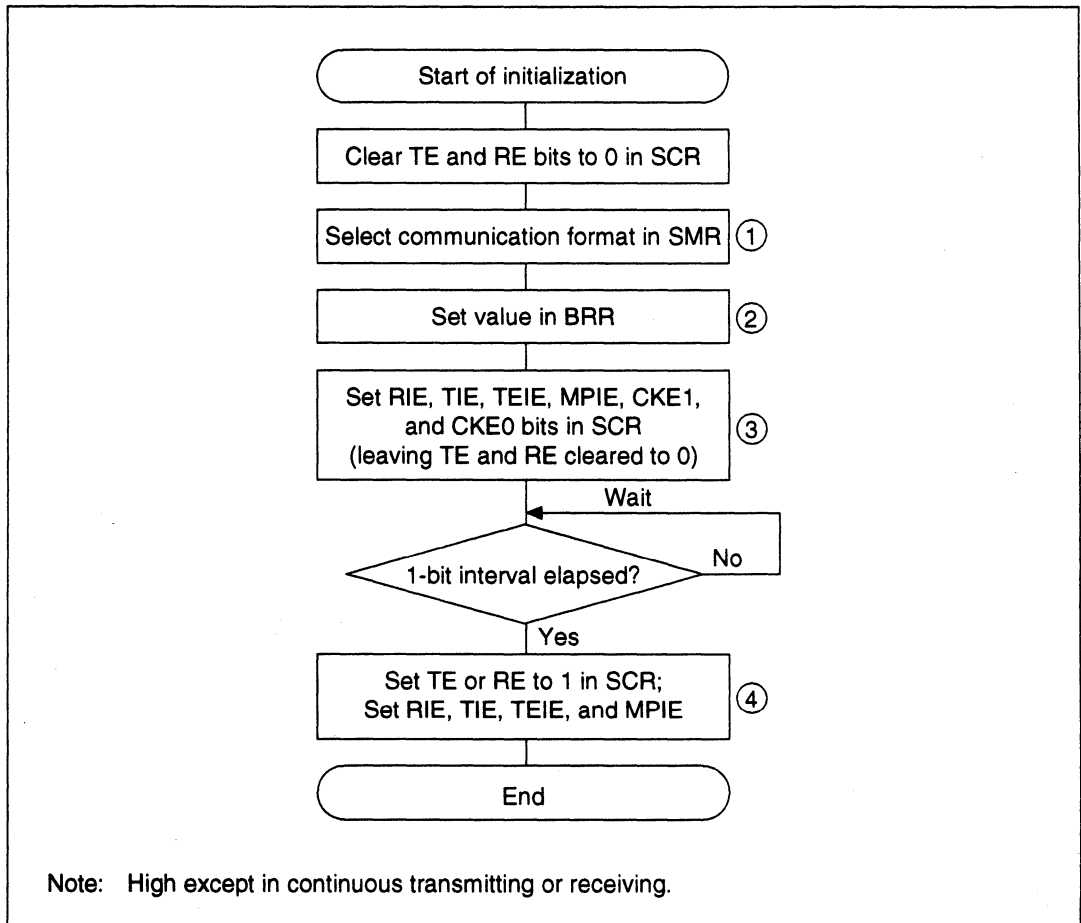 Start of initialization
Clear TE and RE bits to 0 in SCR
Select communication format in SMR
①
Set value in BRR
②
Set RIE, TIE, TEIE, MPIE, CKE1,
and CKE0 bits in SCR
(leaving TE and RE cleared to 0)
③
Wait
1-bit interval elapsed?
No
Yes
Set TE or RE to 1 in SCR;
Set RIE, TIE, TEIE, and MPIE
④
End
Note: High except in continuous transmitting or receiving.